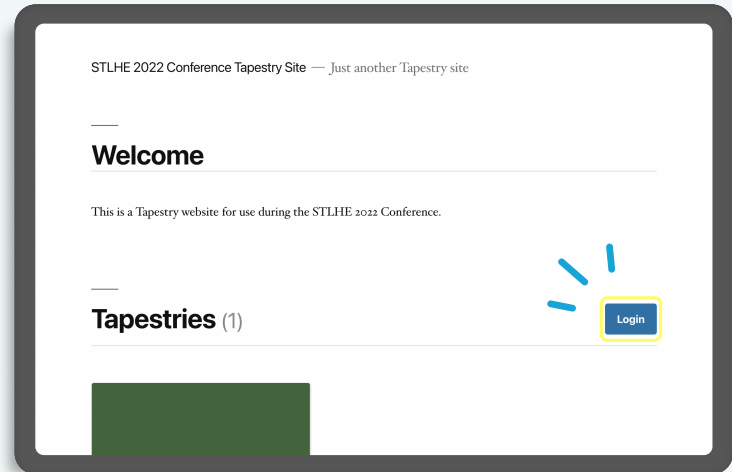 STLHE 2022 Conference Tapestry Site — Just another Tapestry site
Welcome
This is a Tapestry website for use during the STLHE 2022 Conference.
Tapestries (1)
Login